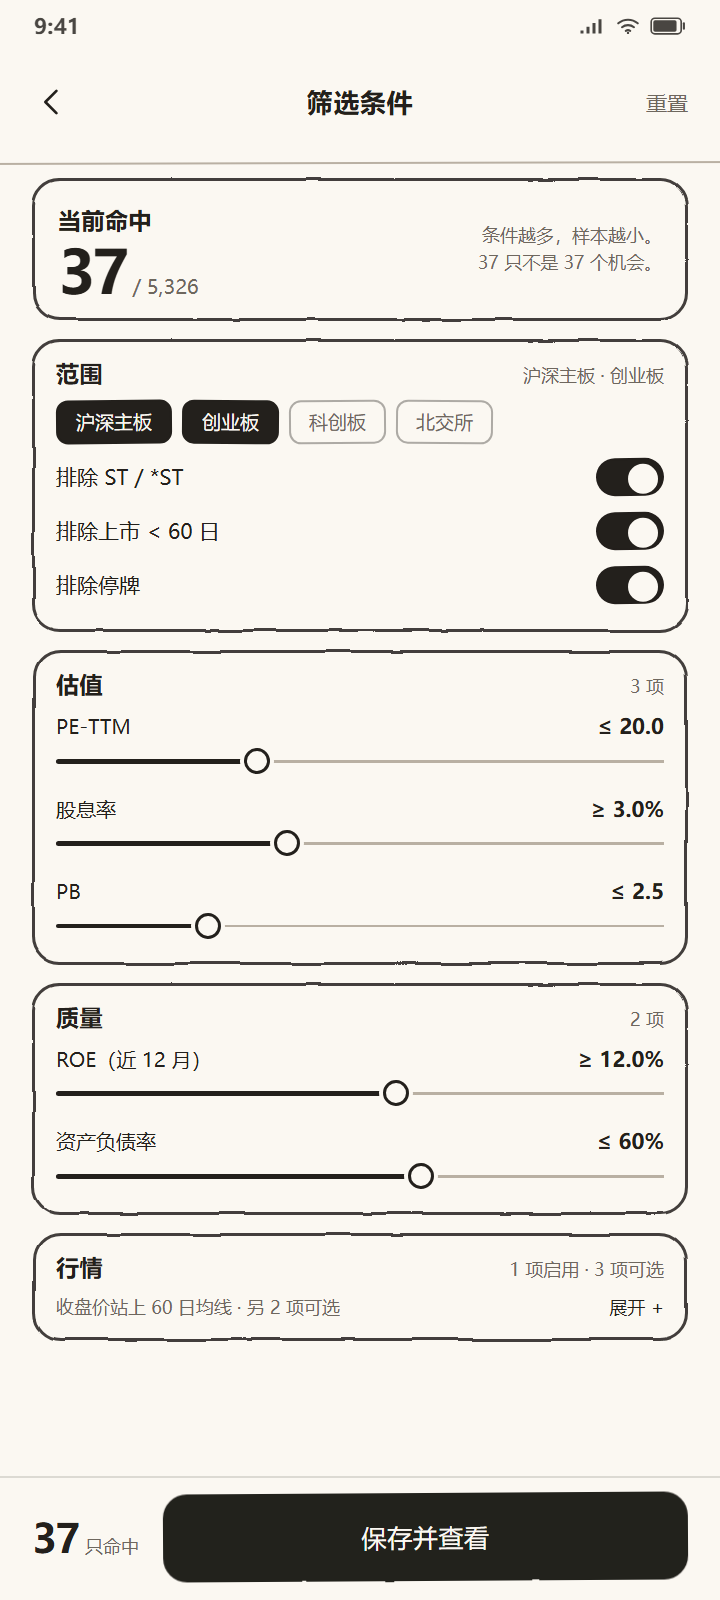 9:41
筛选条件
重置
当前命中
37 / 5,326
条件越多，样本越小。
37 只不是 37 个机会。
范围
沪深主板 · 创业板
沪深主板 创业板 科创板 北交所
排除 ST / *ST
排除上市 < 60 日
排除停牌
估值
3 项
PE-TTM
≤ 20.0
股息率
≥ 3.0%
PB
≤ 2.5
质量
2 项
ROE（近 12 月）
≥ 12.0%
资产负债率
≤ 60%
行情
1 项启用 · 3 项可选
收盘价站上 60 日均线 · 另 2 项可选
展开 +
37 只命中
保存并查看